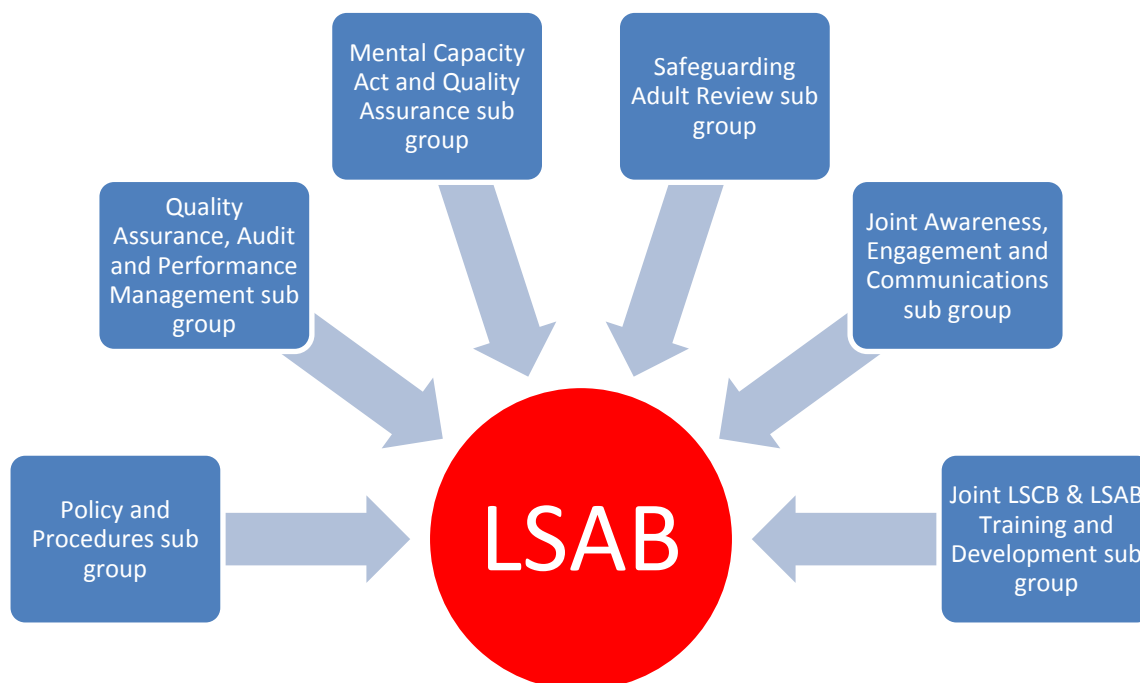 Mental Capacity
Act and Quality
Assurance sub
group
Safeguarding
Adult Review sub
group
Quality
Assurance, Audit
and Performance
Management sub
group
Joint Awareness,
Engagement and
Communications
sub group
Policy and
Procedures sub
group
LSAB
Joint LSCB & LSAB
Training and
Development sub
group